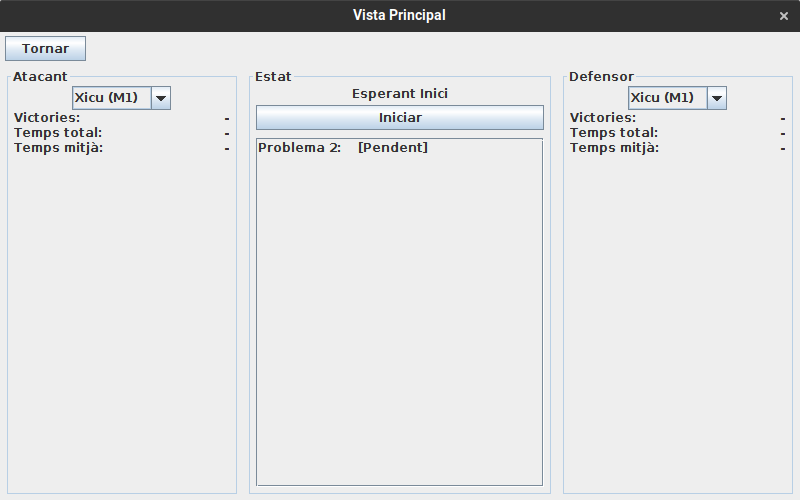 Vista Principal
Tornar
Atacant
Xicu (M1)
Victories: -
Temps total: -
Temps mitjà: -
Estat
Esperant Inici
Iniciar
Problema 2: [Pendent]
Defensor
Xicu (M1)
Victories: -
Temps total: -
Temps mitjà: -